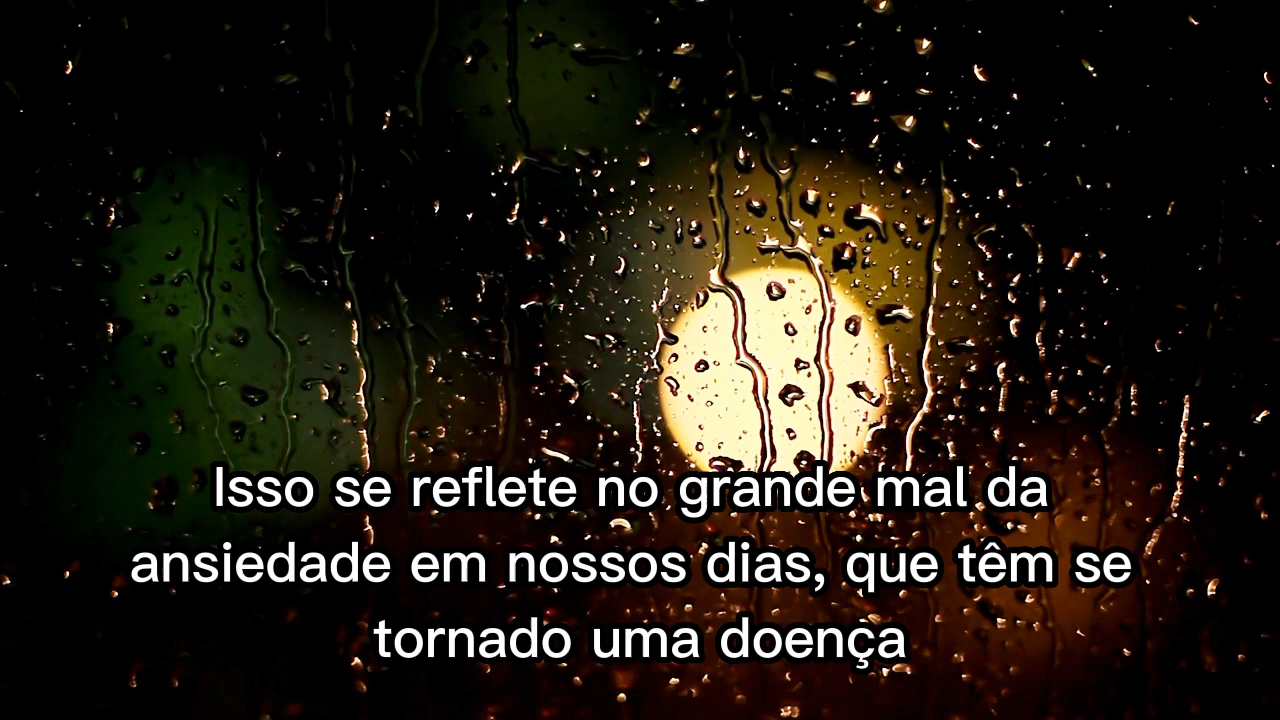 Isso se reflete no grande mal da
ansiedade em nossos dias, que têm se
tornado uma doença